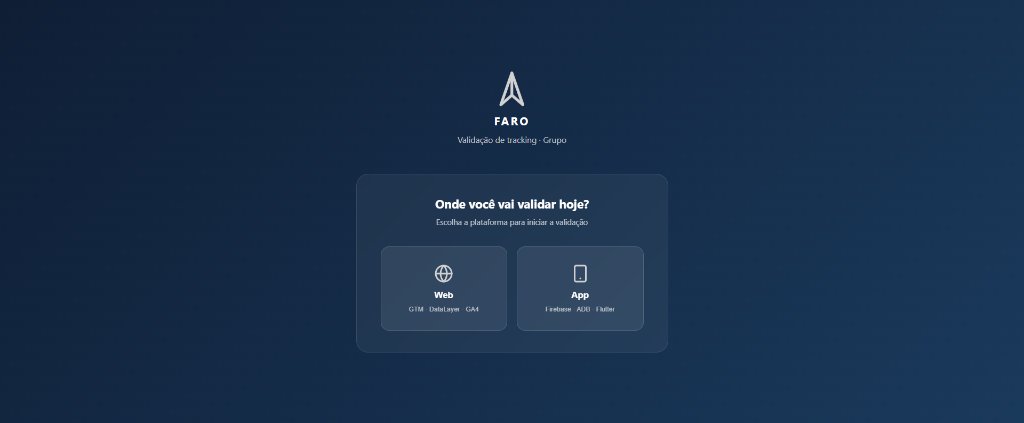 FARO
Validação de tracking · Grupo
Onde você vai validar hoje?
Escolha a plataforma para iniciar a validação
Web
GTM · DataLayer · GA4
App
Firebase · ADB · Flutter